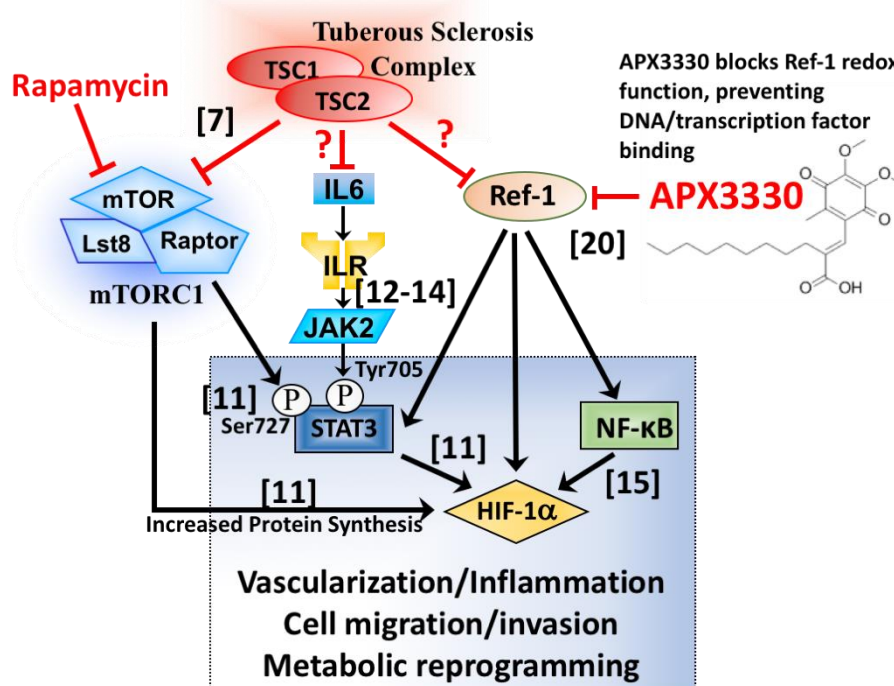 Tuberous Sclerosis
Complex
TSC1
TSC2
APX3330 blocks Ref-1 redox
function, preventing
DNA/transcription factor
binding
Rapamycin
[7]
?
?
mTOR
Lst8
Raptor
mTORC1
IL6
ILR
[12-14]
JAK2
Ref-1
APX3330
[20]
O
O
O
O
O
OH
Tyr705
[11]
P
P
Ser727
STAT3
NF-κB
[11]
[15]
[11]
Increased Protein Synthesis
HIF-1α
Vascularization/Inflammation
Cell migration/invasion
Metabolic reprogramming